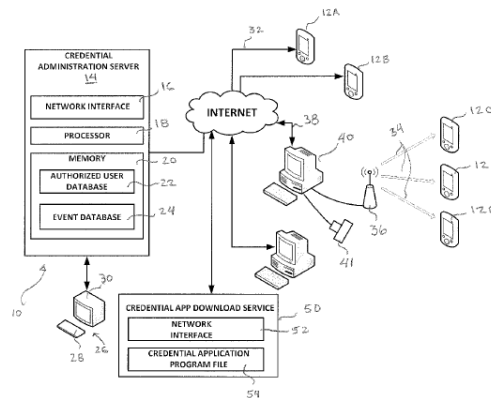 CREDENTIAL
ADMINISTRATION SERVER
14
NETWORK INTERFACE
16
PROCESSOR
18
MEMORY
20
AUTHORIZED USER
DATABASE
22
EVENT DATABASE
24
10
30
28
26
32
12A
12B
INTERNET
38
40
34
36
41
12C
12
CREDENTIAL APP DOWNLOAD SERVICE
50
NETWORK
INTERFACE
52
CREDENTIAL APPLICATION
PROGRAM FILE
54